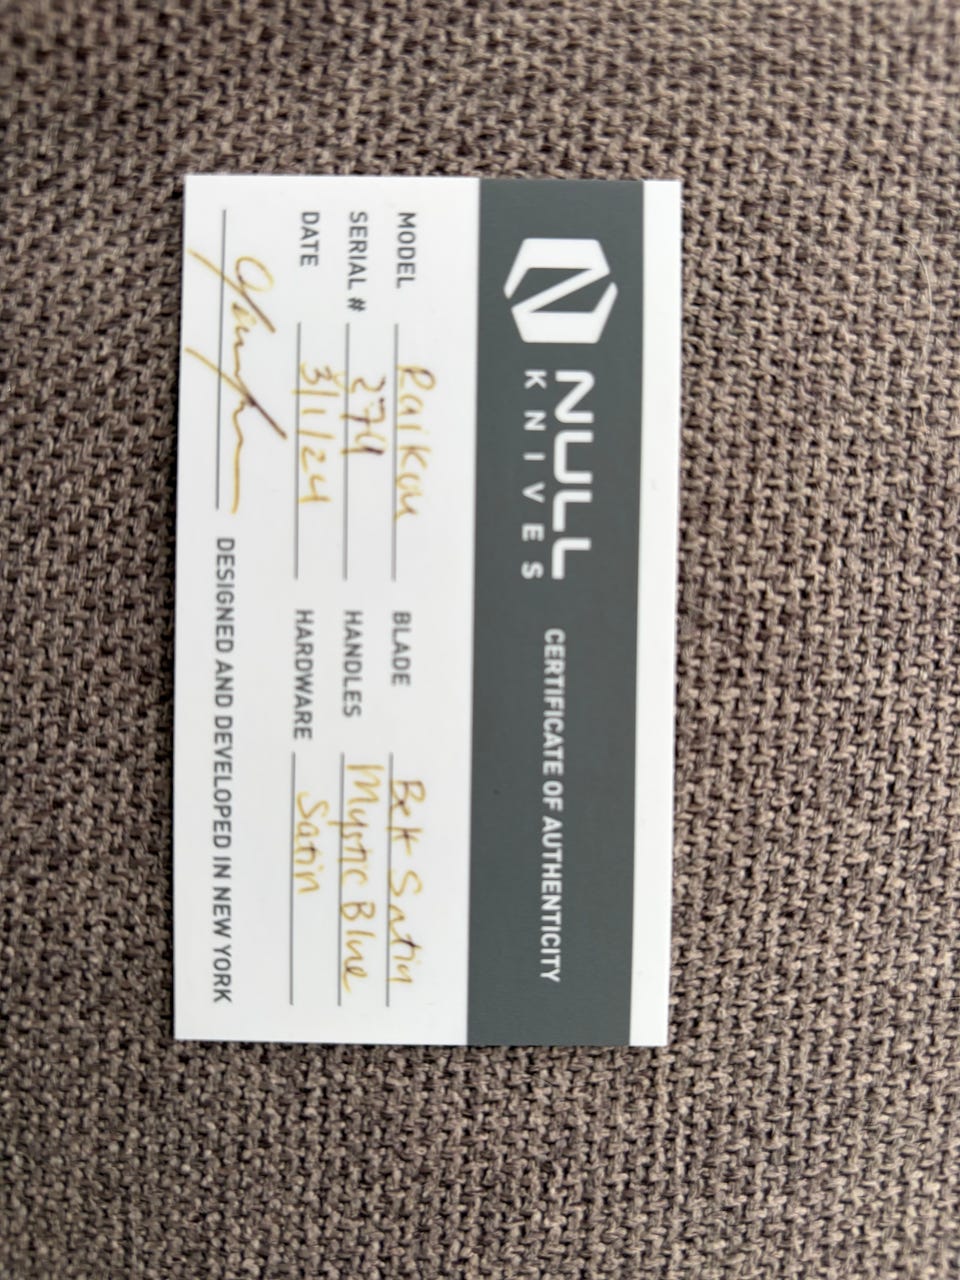 NULL
KNIVES
CERTIFICATE OF AUTHENTICITY
MODEL Raikou BLADE Belt Satin
SERIAL # 274 HANDLES Mystic Blue
DATE 3/1/24 HARDWARE Satin
DESIGNED AND DEVELOPED IN NEW YORK